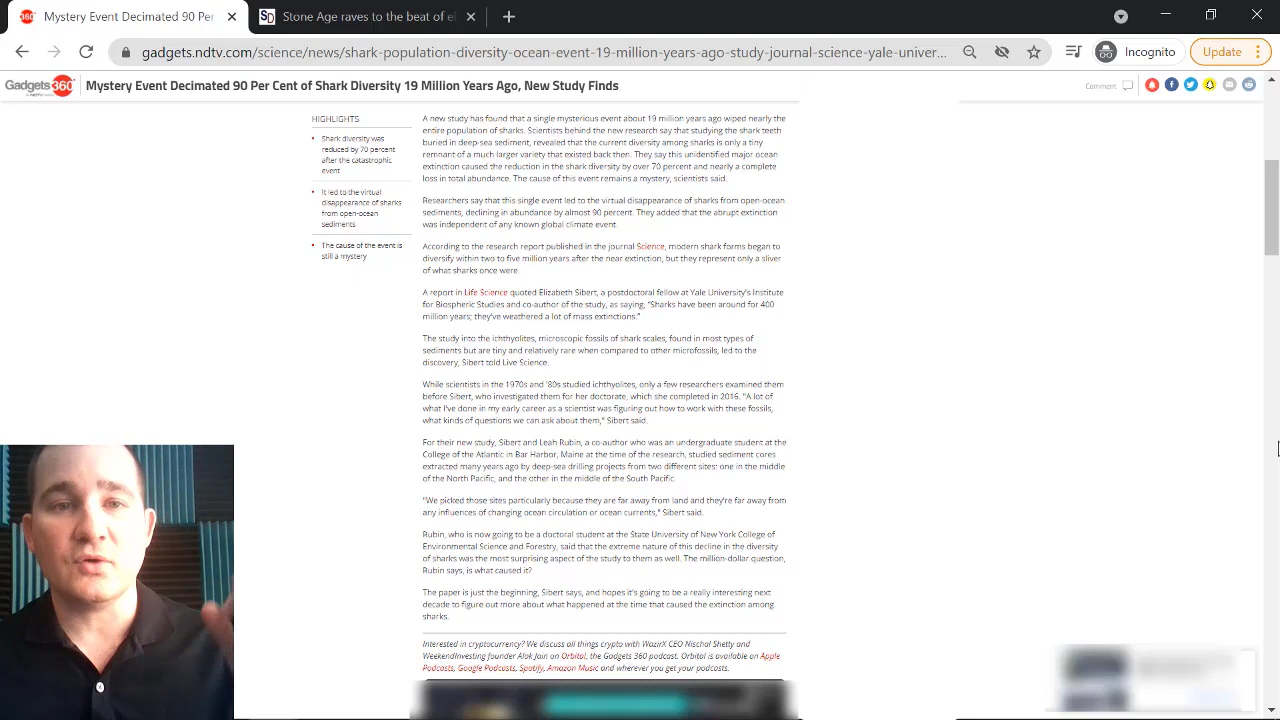 Mystery Event Decimated 90 Per
Stone Age raves to the beat of el
gadgets.ndtv.com/science/news/shark-population-diversity-ocean-event-19-million-years-ago-study-journal-science-yale-univer...
Incognito
Update
Gadgets 360
Mystery Event Decimated 90 Per Cent of Shark Diversity 19 Million Years Ago, New Study Finds
Comment
HIGHLIGHTS
Shark diversity was
reduced by 70 percent
after the catastrophic
event
It led to the virtual
disappearance of sharks
from open-ocean
sediments
The cause of the event is
still a mystery
A new study has found that a single mysterious event about 19 million years ago wiped nearly the
entire population of sharks. Scientists behind the new research say that studying the shark teeth
buried in deep-sea sediment, revealed that the current diversity among sharks is only a tiny
remnant of a much larger variety that existed back then. They say this unidentified major ocean
extinction caused the reduction in the shark diversity by over 70 percent and nearly a complete
loss in total abundance. The cause of this event remains a mystery, scientists said.
Researchers say that this single event led to the virtual disappearance of sharks from open-ocean
sediments, declining in abundance by almost 90 percent. They added that the abrupt extinction
was independent of any known global climate event.
According to the research report published in the journal Science, modern shark forms began to
diversify within two to five million years after the near extinction, but they represent only a sliver
of what sharks once were.
A report in Life Science quoted Elizabeth Sibert, a postdoctoral fellow at Yale University's Institute
for Biospheric Studies and co-author of the study, as saying, "Sharks have been around for 400
million years; they've weathered a lot of mass extinctions."
The study into the ichthyolites, microscopic fossils of shark scales, found in most types of
sediments but are tiny and relatively rare when compared to other microfossils, led to the
discovery, Sibert told Live Science.
While scientists in the 1970s and '80s studied ichthyolites, only a few researchers examined them
before Sibert, who investigated them for her doctorate, which she completed in 2016. "A lot of
what I've done in my early career as a scientist was figuring out how to work with these fossils,
what kinds of questions we can ask about them," Sibert said.
For their new study, Sibert and Leah Rubin, a co-author who was an undergraduate student at the
College of the Atlantic in Bar Harbor, Maine at the time of the research, studied sediment cores
extracted many years ago by deep-sea drilling projects from two different sites: one in the middle
of the North Pacific, and the other in the middle of the South Pacific.
"We picked those sites particularly because they are far away from land and they're far away from
any influences of changing ocean circulation or ocean currents," Sibert said.
Rubin, who is now going to be a doctoral student at the State University of New York College of
Environmental Science and Forestry, said that the extreme nature of this decline in the diversity
of sharks was the most surprising aspect of the study to them as well. The million-dollar question,
Rubin says, is what caused it?
The paper is just the beginning, Sibert says, and hopes it's going to be a really interesting next
decade to figure out more about what happened at the time that caused the extinction among
sharks.
Interested in cryptocurrency? We discuss all things crypto with WazirX CEO Nischal Shetty and
WeekendInvesting founder Alok Jain on Orbital, the Gadgets 360 podcast. Orbital is available on Apple
Podcasts, Google Podcasts, Spotify, Amazon Music and wherever you get your podcasts.